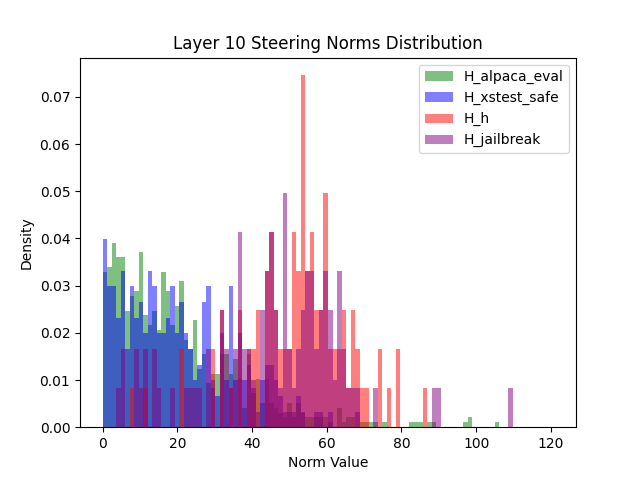 Layer 10 Steering Norms Distribution
H_alpaca_eval
H_xstest_safe
H_h
H_jailbreak
Density
0.07
0.06
0.05
0.04
0.03
0.02
0.01
0.00
0 20 40 60 80 100 120
Norm Value